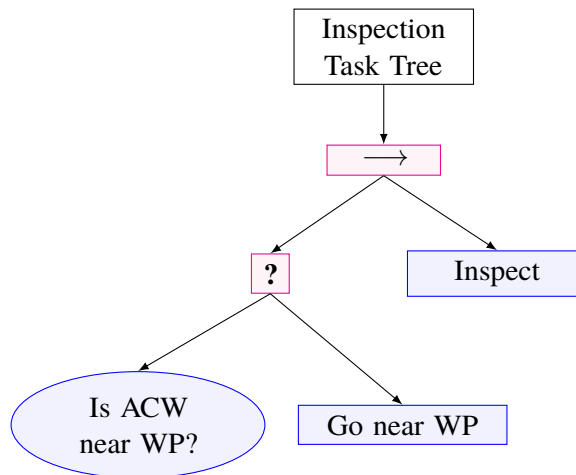 Inspection
Task Tree
→
?
Inspect
Is ACW
near WP?
Go near WP